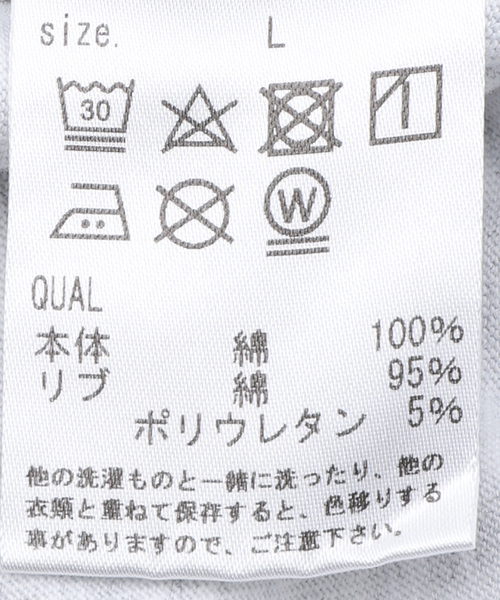 size. L
30
W
QUAL
本体 綿 100%
リブ 綿 95%
ポリウレタン 5%
他の洗濯ものと一緒に洗ったり、他の
衣類と重ねて保存すると、色移りする
事がありますので、ご注意下さい。